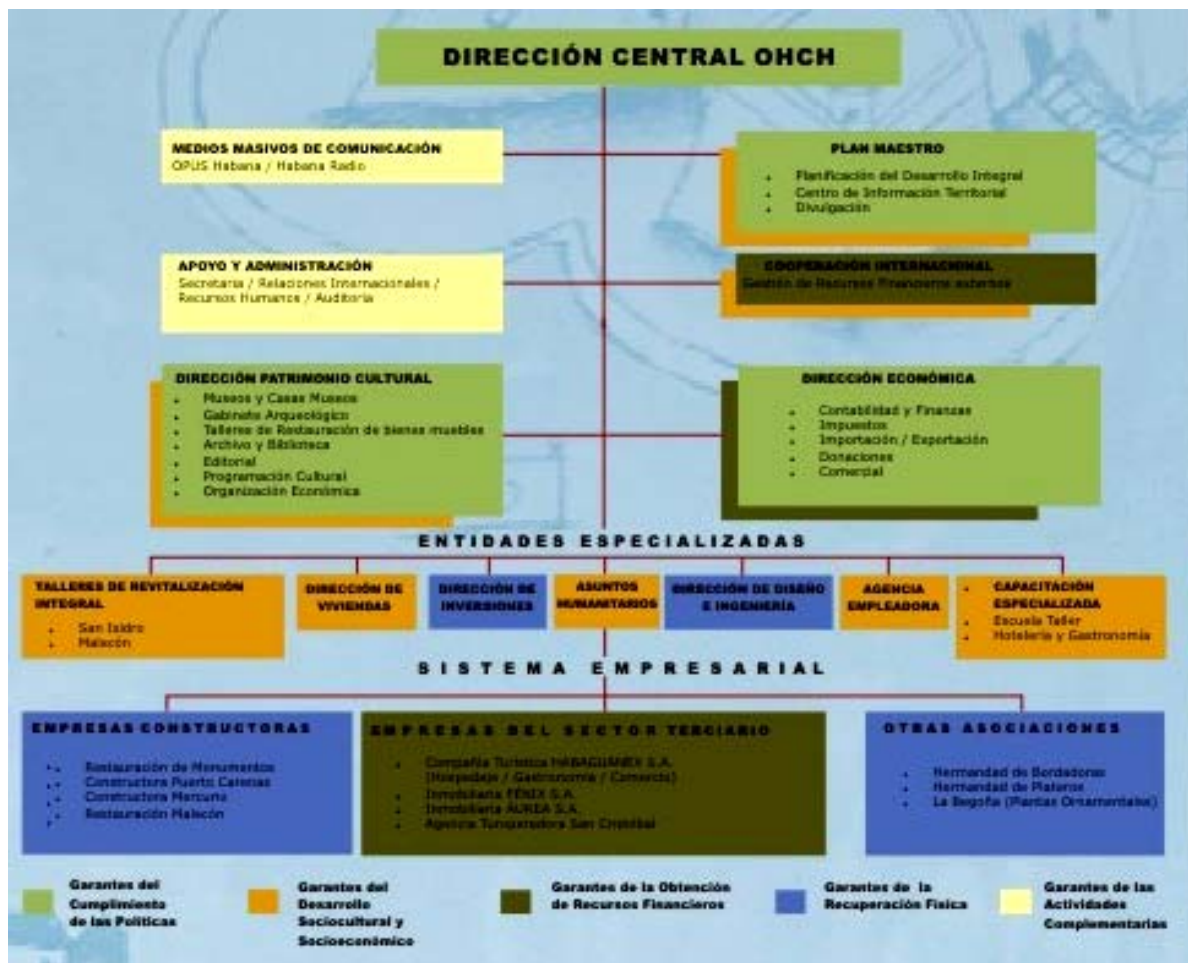 DIRECCIÓN CENTRAL OHCH
MEDIOS MASIVOS DE COMUNICACIÓN
OPUS Habana / Habana Radio
PLAN MAESTRO
Planificación del Desarrollo Integral
Centro de Información Territorial
Divulgación
APOYO Y ADMINISTRACIÓN
Secretaria / Relaciones Internacionales /
Recursos Humanos / Auditoría
COOPERACIÓN INTERNACIONAL
Gestión de Recursos Financieros externos
DIRECCIÓN PATRIMONIO CULTURAL
Museos y Casas Museos
Gabinete Arqueológico
Talleres de Restauración de bienes muebles
Archivo y Biblioteca
Editorial
Programación Cultural
Organización Económica
DIRECCIÓN ECONÓMICA
Contabilidad y Finanzas
Impuestos
Importación / Exportación
Donaciones
Comercial
ENTIDADES ESPECIALIZADAS
TALLERES DE REVITALIZACIÓN
INTEGRAL
San Isidro
Malecón
DIRECCIÓN DE
VIVIENDAS
DIRECCIÓN DE
INVERSIONES
ASUNTOS
HUMANITARIOS
DIRECCIÓN DE DISEÑO
E INGENIERÍA
AGENCIA
EMPLEADORA
CAPACITACIÓN
ESPECIALIZADA
Escuela Taller
Hotelería y Gastronomía
SISTEMA EMPRESARIAL
EMPRESAS CONSTRUCTORAS
Restauración de Monumentos
Constructora Puerto Carenas
Constructora Mercurio
Restauración Malecón
EMPRESAS DEL SECTOR TERCIARIO
Compañía Turística HABAGUANEX S.A.
(Hospedaje / Gastronomía / Comercio)
Inmobiliaria FÉNIX S.A.
Inmobiliaria ÁUREA S.A.
Agencia San Cristóbal
OTRAS ASOCIACIONES
Hermandad de Bordadoras
Hermandad de Plateros
La Begoña (Plantas Ornamentales)
Garantes del
Cumplimiento
de las Políticas
Garantes del
Desarrollo
Sociocultural y
Socioeconómico
Garantes de la Obtención
de Recursos Financieros
Garantes de la
Recuperación Física
Garantes de las
Actividades
Complementarias